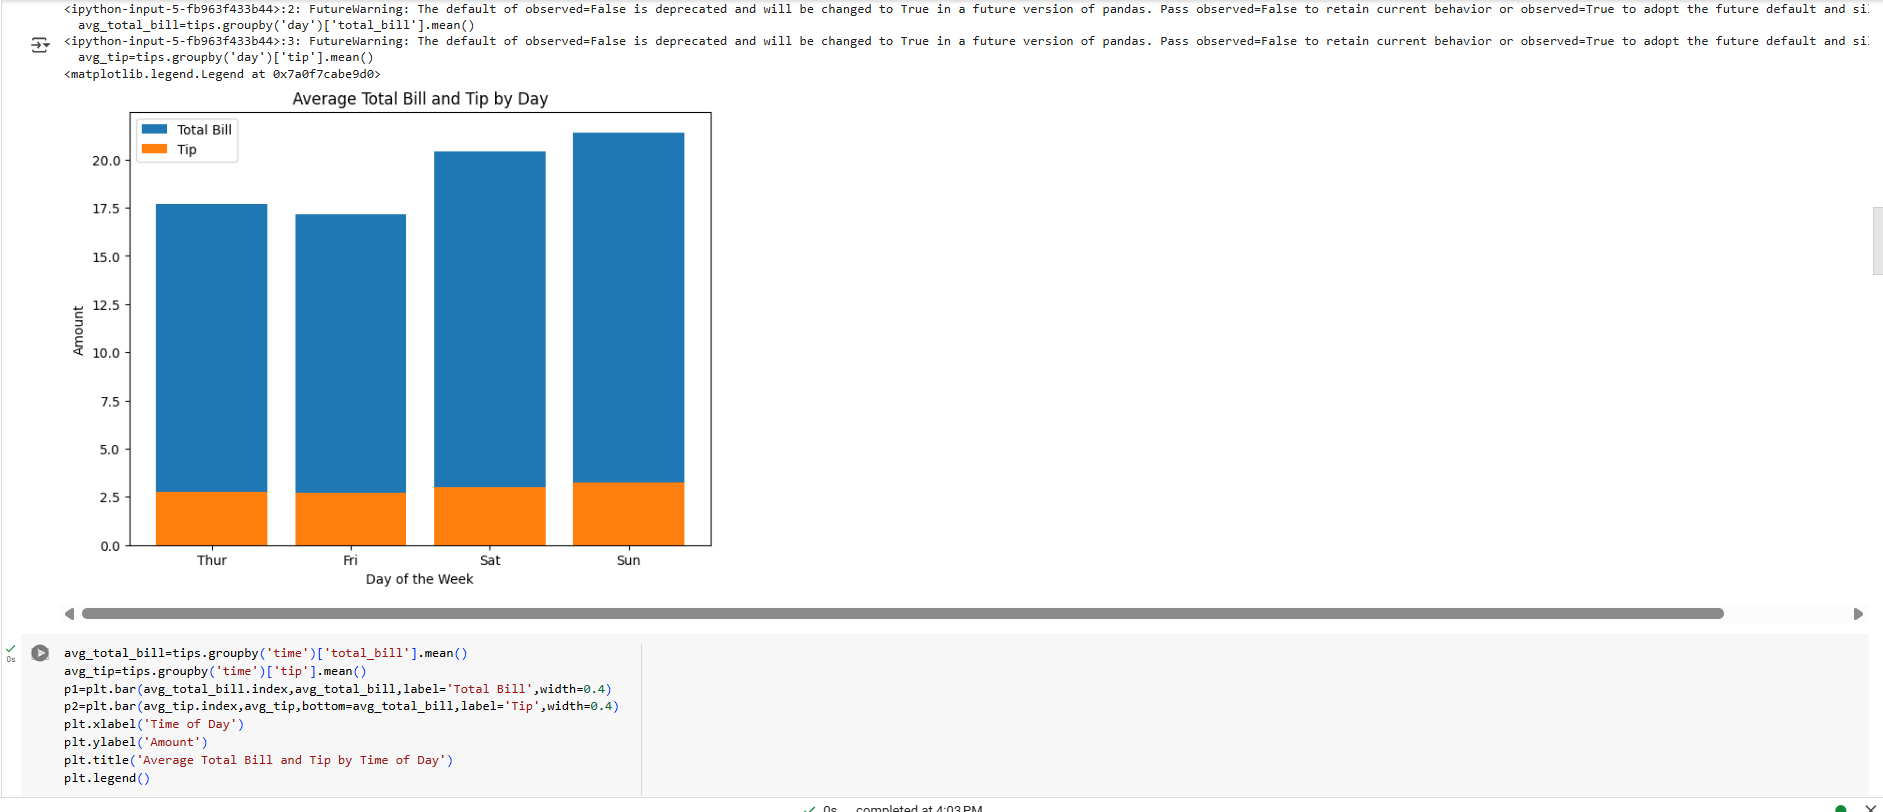 <ipython-input-5-fb963f433b44>:2: FutureWarning: The default of observed=False is deprecated and will be changed to True in a future version of pandas. Pass observed=False to retain current behavior or observed=True to adopt the future default and sil
avg_total_bill=tips.groupby('day')['total_bill'].mean()
<ipython-input-5-fb963f433b44>:3: FutureWarning: The default of observed=False is deprecated and will be changed to True in a future version of pandas. Pass observed=False to retain current behavior or observed=True to adopt the future default and sil
avg_tip=tips.groupby('day')['tip'].mean()
<matplotlib.legend.Legend at 0x7a0f7cabe9d0>
Average Total Bill and Tip by Day
Total Bill
Tip
20.0
17.5
15.0
12.5
10.0
7.5
5.0
2.5
0.0
Amount
Thur Fri Sat Sun
Day of the Week
0s
avg_total_bill=tips.groupby('time')['total_bill'].mean()
avg_tip=tips.groupby('time')['tip'].mean()
p1=plt.bar(avg_total_bill.index,avg_total_bill,label='Total Bill',width=0.4)
p2=plt.bar(avg_tip.index,avg_tip,bottom=avg_total_bill,label='Tip',width=0.4)
plt.xlabel('Time of Day')
plt.ylabel('Amount')
plt.title('Average Total Bill and Tip by Time of Day')
plt.legend()
0s completed at 4:03 PM